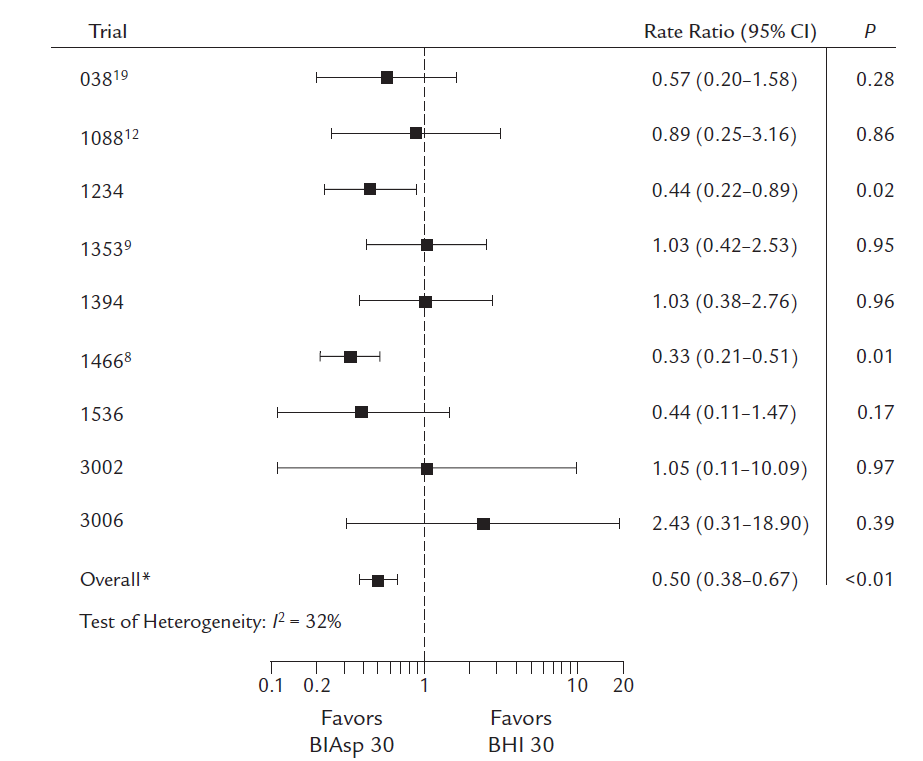 Trial Rate Ratio (95% CI) P
038¹⁹ 0.57 (0.20–1.58) 0.28
1088¹² 0.89 (0.25–3.16) 0.86
1234 0.44 (0.22–0.89) 0.02
1353⁹ 1.03 (0.42–2.53) 0.95
1394 1.03 (0.38–2.76) 0.96
1466⁸ 0.33 (0.21–0.51) 0.01
1536 0.44 (0.11–1.47) 0.17
3002 1.05 (0.11–10.09) 0.97
3006 2.43 (0.31–18.90) 0.39
Overall* 0.50 (0.38–0.67) <0.01
Test of Heterogeneity: I² = 32%
0.1 0.2 1 10 20
Favors Favors
BIAsp 30 BHI 30